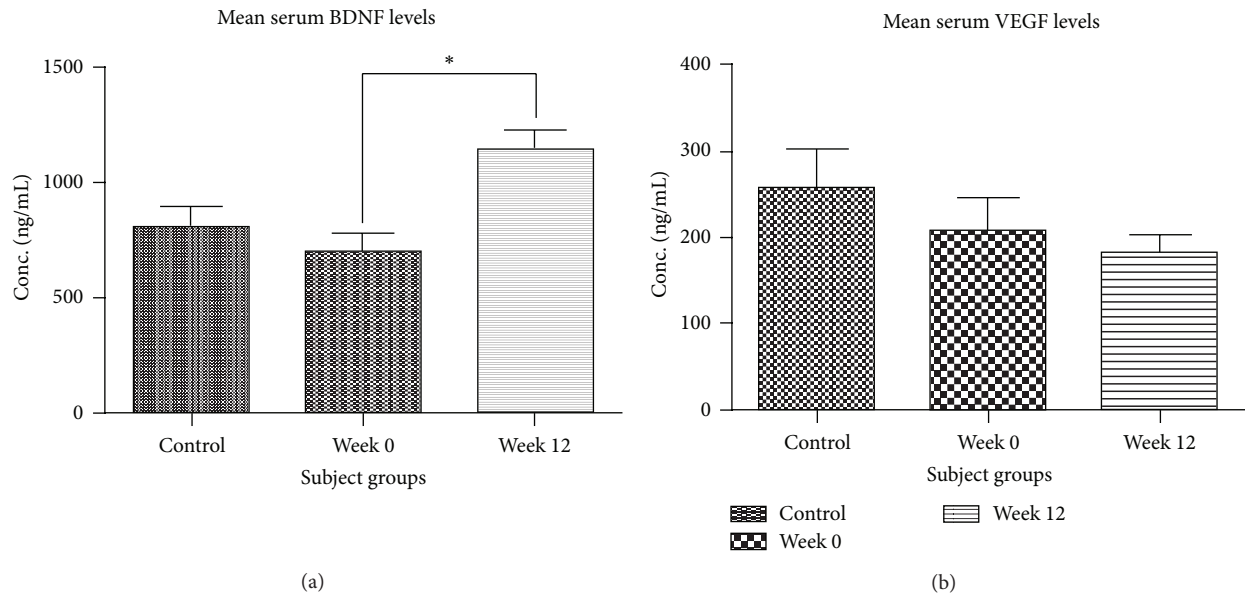 Mean serum BDNF levels
1500
1000
500
0
Conc. (ng/mL)
*
Control
Week 0
Week 12
Subject groups
(a)
Mean serum VEGF levels
400
300
200
100
0
Conc. (ng/mL)
Control
Week 0
Week 12
Subject groups
Control
Week 0
Week 12
(b)